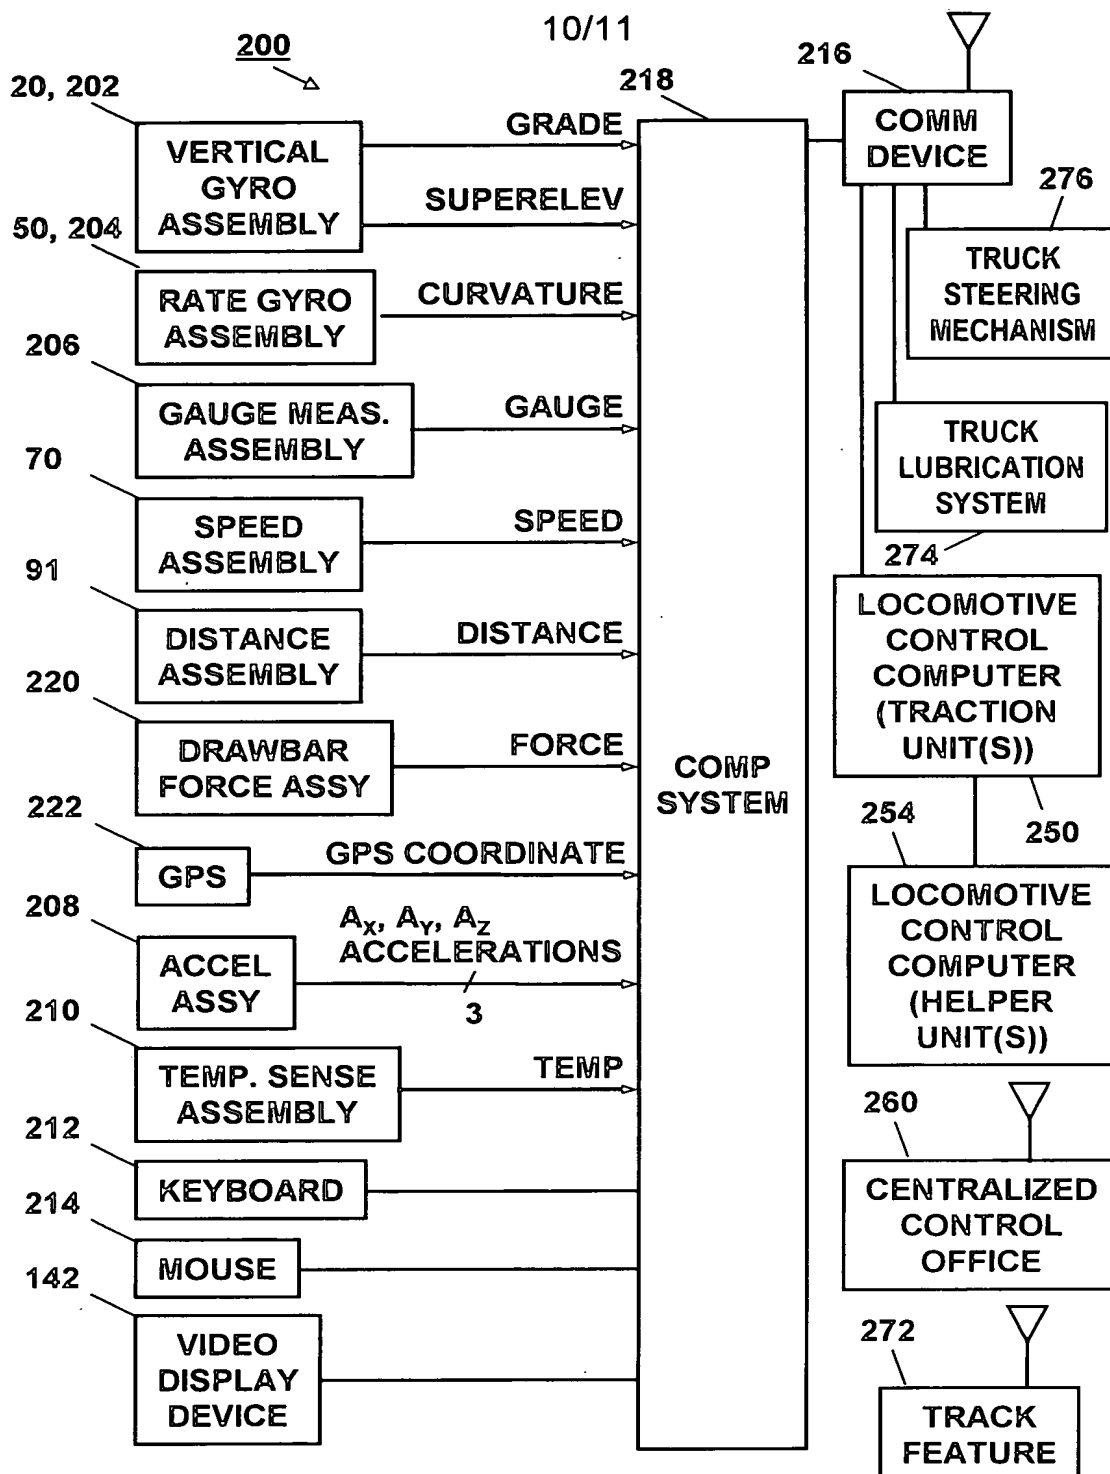 10/11
200
20, 202
VERTICAL
GYRO
ASSEMBLY
GRADE
SUPERELEV
50, 204
RATE GYRO
ASSEMBLY
CURVATURE
206
GAUGE MEAS.
ASSEMBLY
GAUGE
70
SPEED
ASSEMBLY
SPEED
91
DISTANCE
ASSEMBLY
DISTANCE
220
DRAWBAR
FORCE ASSY
FORCE
222
GPS
GPS COORDINATE
208
ACCEL
ASSY
AX, AY, AZ
ACCELERATIONS
3
210
TEMP. SENSE
ASSEMBLY
TEMP
212
KEYBOARD
214
MOUSE
142
VIDEO
DISPLAY
DEVICE
218
COMP
SYSTEM
216
COMM
DEVICE
276
TRUCK
STEERING
MECHANISM
TRUCK
LUBRICATION
SYSTEM
274
LOCOMOTIVE
CONTROL
COMPUTER
(TRACTION
UNIT(S))
250
254
LOCOMOTIVE
CONTROL
COMPUTER
(HELPER
UNIT(S))
260
CENTRALIZED
CONTROL
OFFICE
272
TRACK
FEATURE